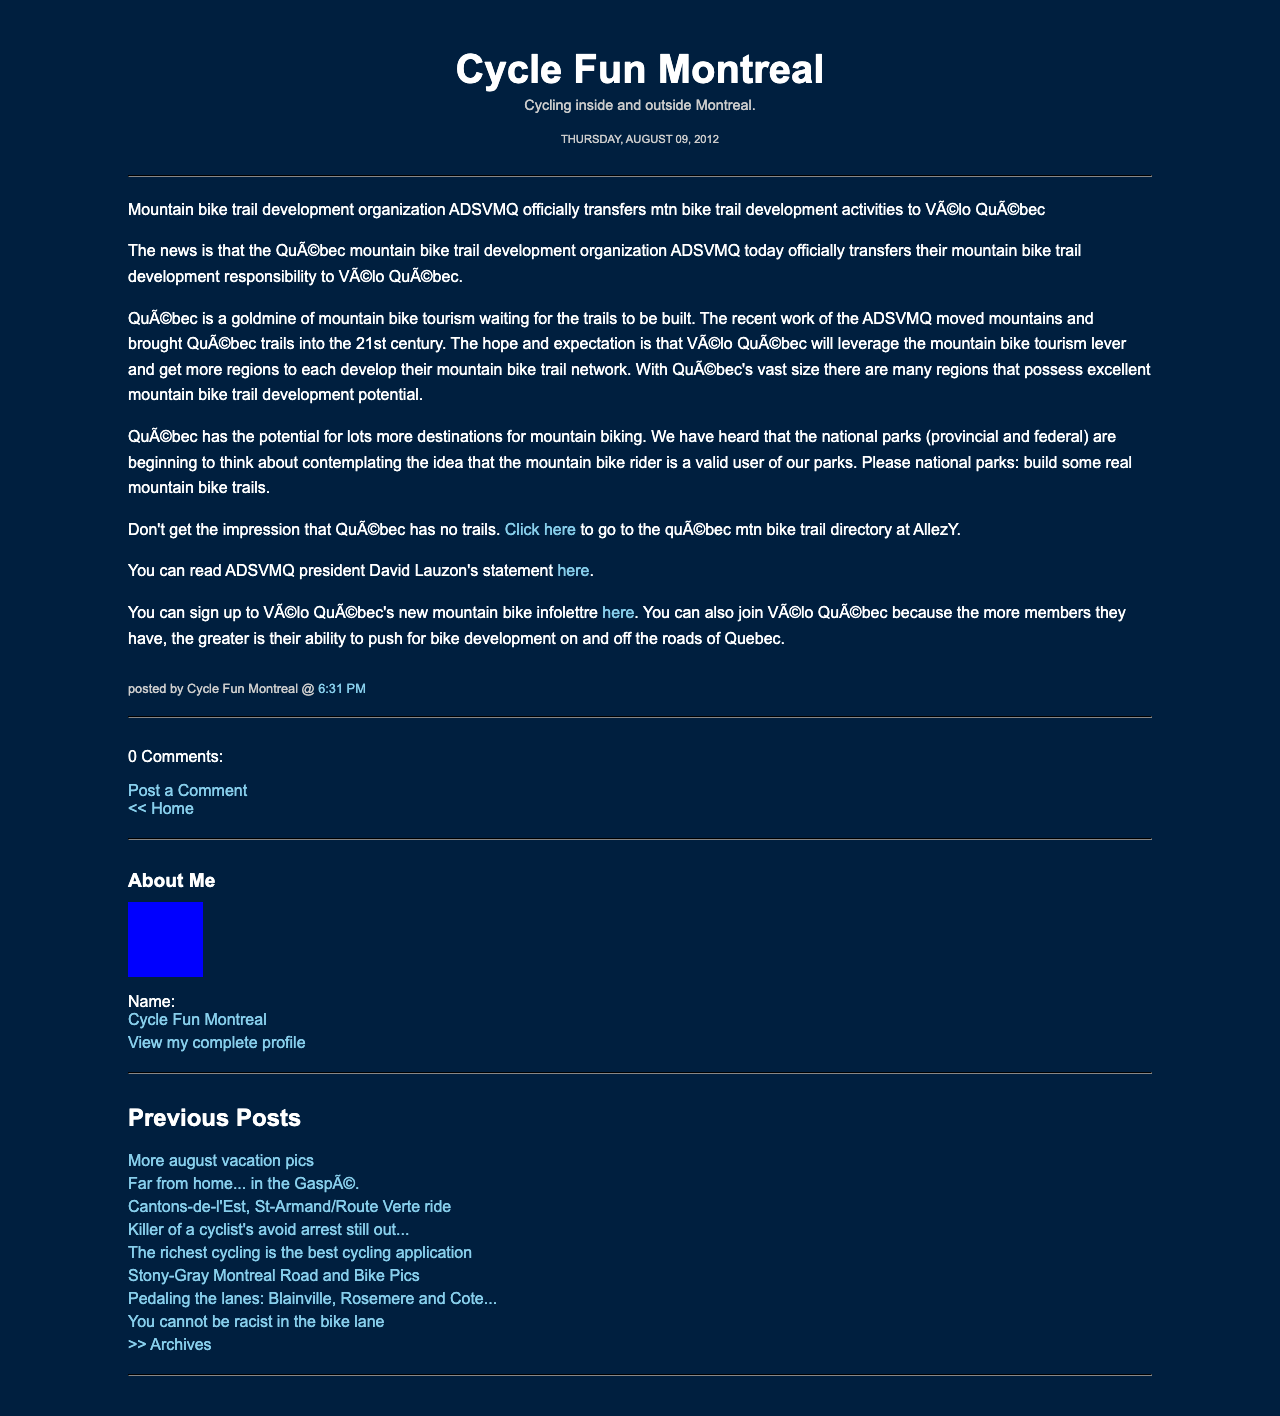 Cycle Fun Montreal
Cycling inside and outside Montreal.
THURSDAY, AUGUST 09, 2012
Mountain bike trail development organization ADSVMQ officially transfers mtn bike trail development activities to VÃ©lo QuÃ©bec
The news is that the QuÃ©bec mountain bike trail development organization ADSVMQ today officially transfers their mountain bike trail
development responsibility to VÃ©lo QuÃ©bec.
QuÃ©bec is a goldmine of mountain bike tourism waiting for the trails to be built. The recent work of the ADSVMQ moved mountains and
brought QuÃ©bec trails into the 21st century. The hope and expectation is that VÃ©lo QuÃ©bec will leverage the mountain bike tourism lever
and get more regions to each develop their mountain bike trail network. With QuÃ©bec's vast size there are many regions that possess excellent
mountain bike trail development potential.
QuÃ©bec has the potential for lots more destinations for mountain biking. We have heard that the national parks (provincial and federal) are
beginning to think about contemplating the idea that the mountain bike rider is a valid user of our parks. Please national parks: build some real
mountain bike trails.
Don't get the impression that QuÃ©bec has no trails. Click here to go to the quÃ©bec mtn bike trail directory at AllezY.
You can read ADSVMQ president David Lauzon's statement here.
You can sign up to VÃ©lo QuÃ©bec's new mountain bike infolettre here. You can also join VÃ©lo QuÃ©bec because the more members they
have, the greater is their ability to push for bike development on and off the roads of Quebec.
posted by Cycle Fun Montreal @ 6:31 PM
0 Comments:
Post a Comment
<< Home
About Me
Name:
Cycle Fun Montreal
View my complete profile
Previous Posts
More august vacation pics
Far from home... in the GaspÃ©.
Cantons-de-l'Est, St-Armand/Route Verte ride
Killer of a cyclist's avoid arrest still out...
The richest cycling is the best cycling application
Stony-Gray Montreal Road and Bike Pics
Pedaling the lanes: Blainville, Rosemere and Cote...
You cannot be racist in the bike lane
>> Archives